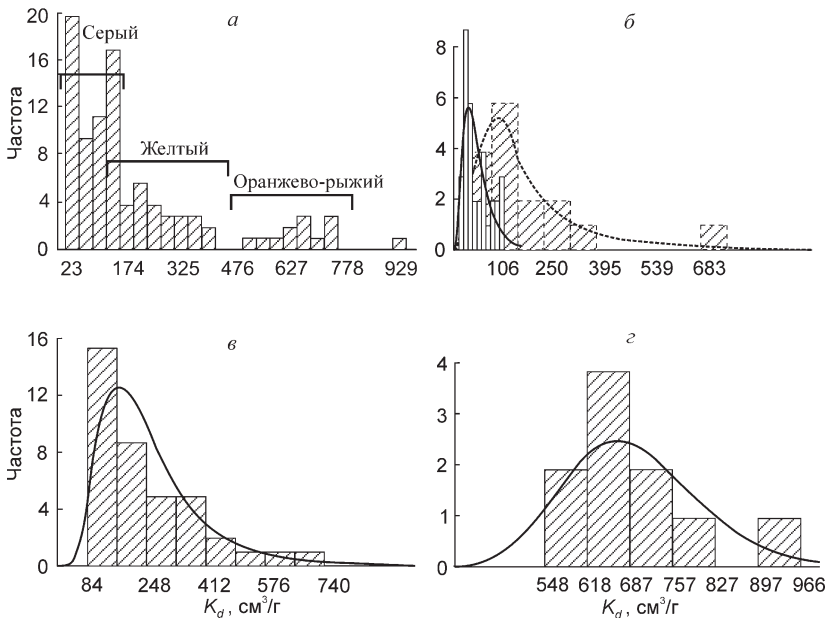 а
Частота
20
16
12
8
4
0
Серый
Желтый
Оранжево-рыжий
23 174 325 476 627 778 929
б
8
6
4
2
0
106 250 395 539 683
в
Частота
16
12
8
4
0
84 248 412 576 740
K_d, см³/г
г
4
3
2
1
0
548 618 687 757 827 897 966
K_d, см³/г